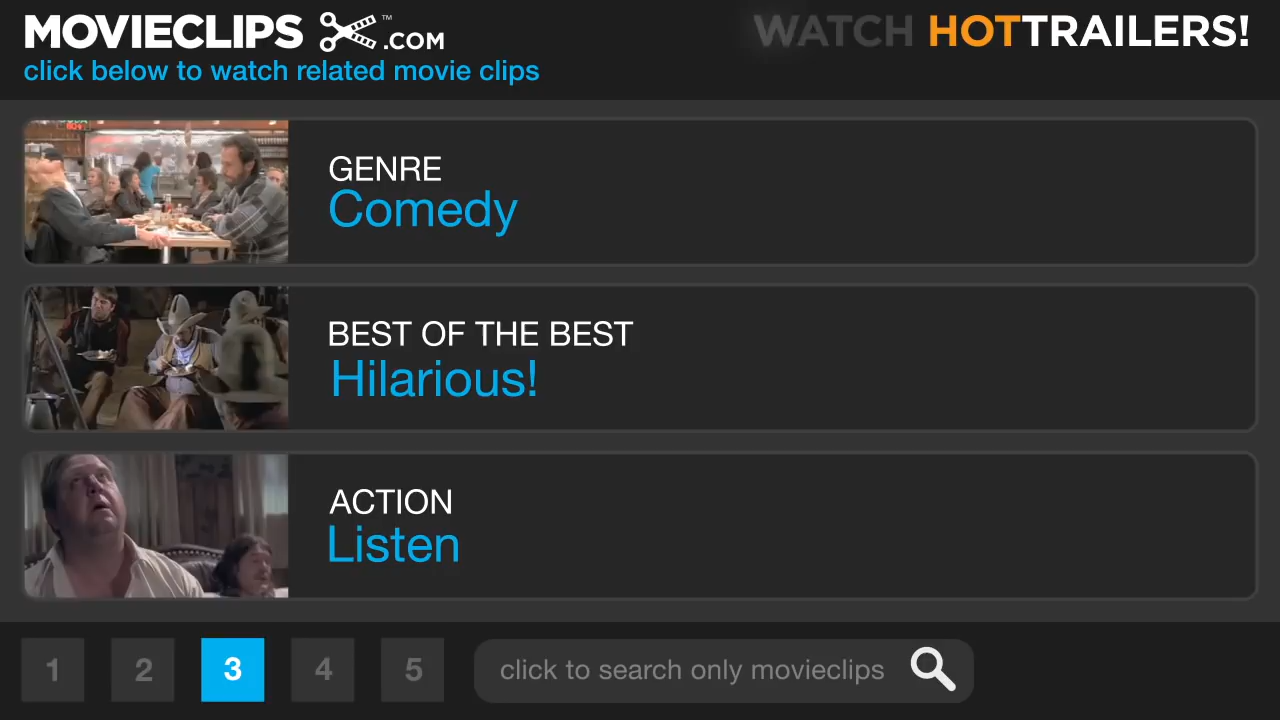 MOVIECLIPS ™ .COM
WATCH HOTTRAILERS!
click below to watch related movie clips
GENRE
Comedy
BEST OF THE BEST
Hilarious!
ACTION
Listen
1 2 3 4 5
click to search only movieclips